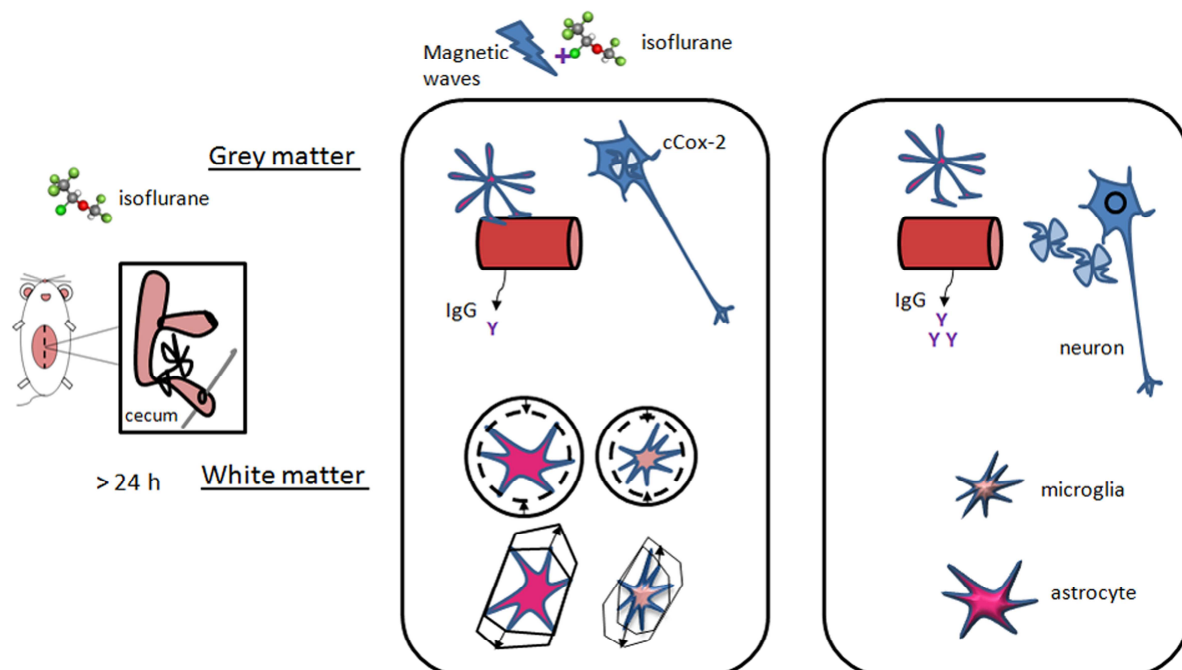 Magnetic
waves
isoflurane
Grey matter
isoflurane
cecum
> 24 h
White matter
cCox-2
IgG
Y
IgG
Y
Y Y
neuron
microglia
astrocyte